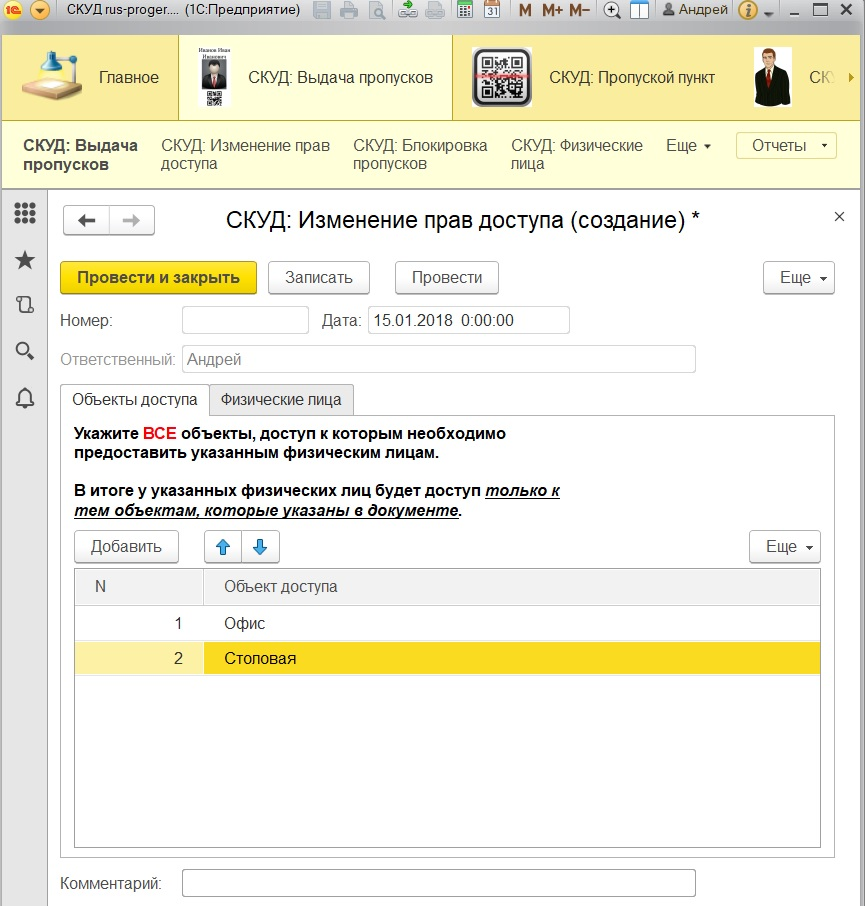 СКУД rus-proger.... (1С:Предприятие)
31
M M+ M-
Андрей
Главное
Иванов Иван
Иванович
СКУД: Выдача пропусков
СКУД: Пропуской пункт
СКУ
СКУД: Выдача
пропусков
СКУД: Изменение прав
доступа
СКУД: Блокировка
пропусков
СКУД: Физические
лица
Еще
Отчеты
СКУД: Изменение прав доступа (создание) *
Провести и закрыть
Записать
Провести
Еще
Номер:
Дата: 15.01.2018 0:00:00
Ответственный: Андрей
Объекты доступа
Физические лица
Укажите ВСЕ объекты, доступ к которым необходимо
предоставить указанным физическим лицам.
В итоге у указанных физических лиц будет доступ только к
тем объектам, которые указаны в документе.
Добавить
Еще
N Объект доступа
1 Офис
2 Столовая
Комментарий: